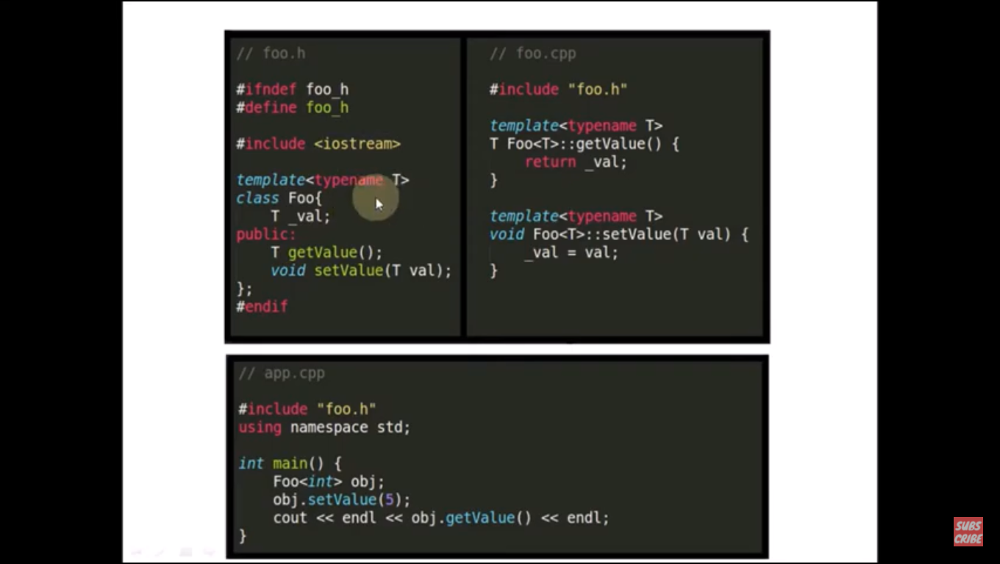 // foo.h
#ifndef foo_h
#define foo_h
#include <iostream>
template<typename T>
class Foo{
    T _val;
public:
    T getValue();
    void setValue(T val);
};
#endif
// foo.cpp
#include "foo.h"
template<typename T>
T Foo<T>::getValue() {
    return _val;
}
template<typename T>
void Foo<T>::setValue(T val) {
    _val = val;
}
// app.cpp
#include "foo.h"
using namespace std;
int main() {
    Foo<int> obj;
    obj.setValue(5);
    cout << endl << obj.getValue() << endl;
}
SUBS
CRIBE